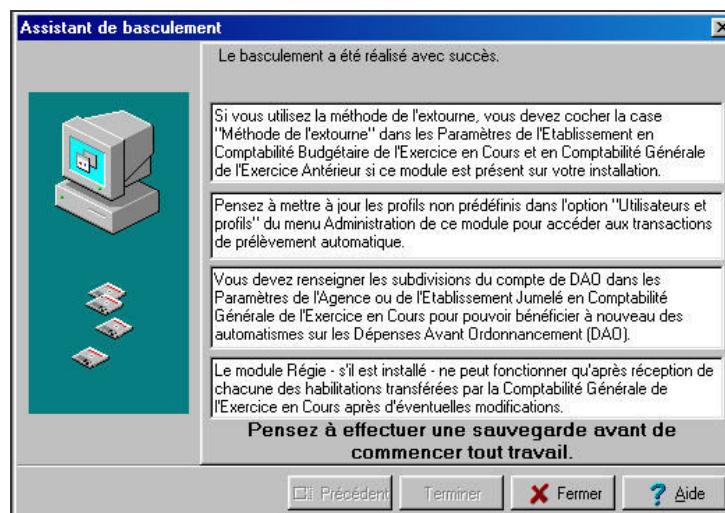 Assistant de basculement
Le basculement a été réalisé avec succès.
Si vous utilisez la méthode de l'extourne, vous devez cocher la case
"Méthode de l'extourne" dans les Paramètres de l'Etablissement en
Comptabilité Budgétaire de l'Exercice en Cours et en Comptabilité Générale
de l'Exercice Antérieur si ce module est présent sur votre installation.
Pensez à mettre à jour les profils non prédéfinis dans l'option "Utilisateurs et
profils" du menu Administration de ce module pour accéder aux transactions
de prélèvement automatique.
Vous devez renseigner les subdivisions du compte de DAO dans les
Paramètres de l'Agence ou de l'Etablissement Jumelé en Comptabilité
Générale de l'Exercice en Cours pour pouvoir bénéficier à nouveau des
automatismes sur les Dépenses Avant Ordonnancement (DAO).
Le module Régie - s'il est installé - ne peut fonctionner qu'après réception de
chacune des habilitations transférées par la Comptabilité Générale de
l'Exercice en Cours après d'éventuelles modifications.
Pensez à effectuer une sauvegarde avant de
commencer tout travail.
Précédent Terminer Fermer Aide